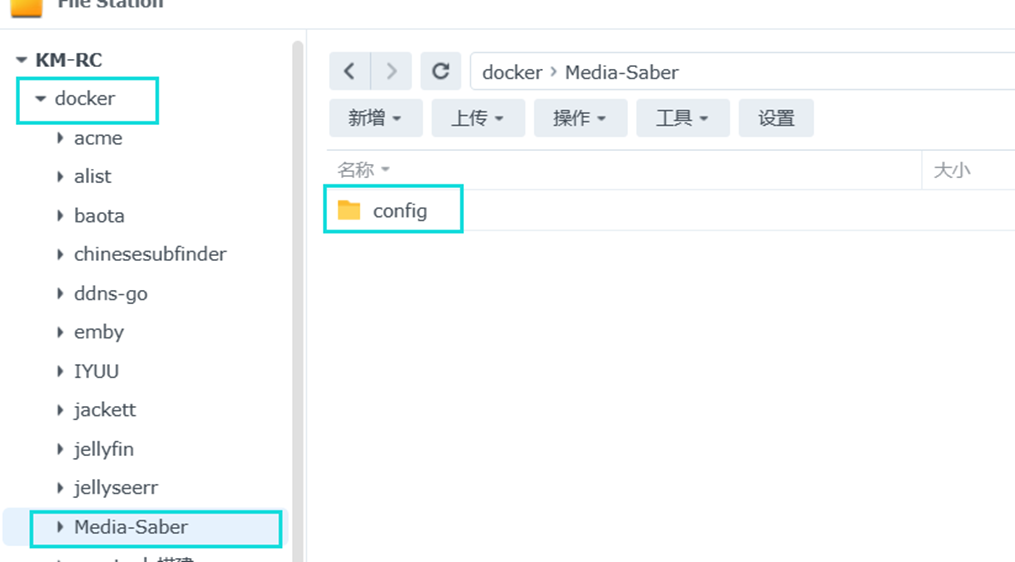 File Station
KM-RC
docker
acme
alist
baota
chinesesubfinder
ddns-go
emby
IYUU
jackett
jellyfin
jellyseerr
Media-Saber
docker › Media-Saber
新增 上传 操作 工具 设置
名称 大小
config